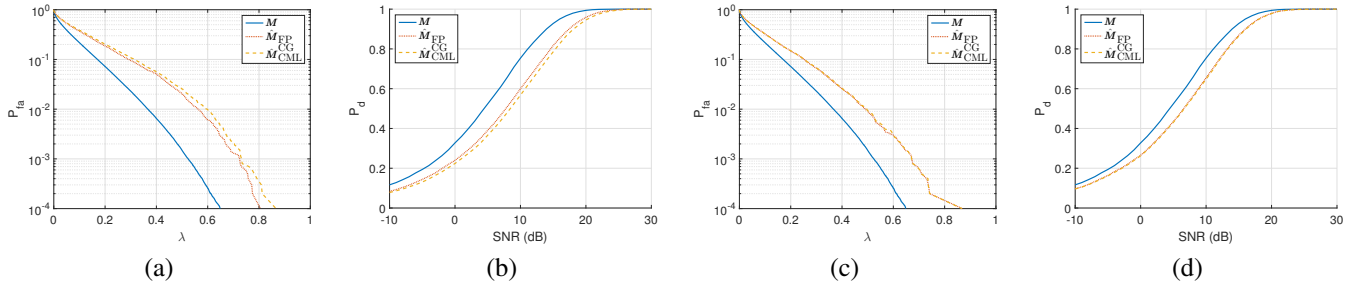 10^0
10^-1
10^-2
10^-3
10^-4
P_fa
0 0.2 0.4 0.6 0.8 1
λ
M
M̂_FP
M̂_CML^CG
(a)
1
0.8
0.6
0.4
0.2
0
P_d
-10 0 10 20 30
SNR (dB)
M
M̂_FP
M̂_CML^CG
(b)
10^0
10^-1
10^-2
10^-3
10^-4
P_fa
0 0.2 0.4 0.6 0.8 1
λ
M
M̂_FP
M̂_CML^CG
(c)
1
0.8
0.6
0.4
0.2
0
P_d
-10 0 10 20 30
SNR (dB)
M
M̂_FP
M̂_CML^CG
(d)